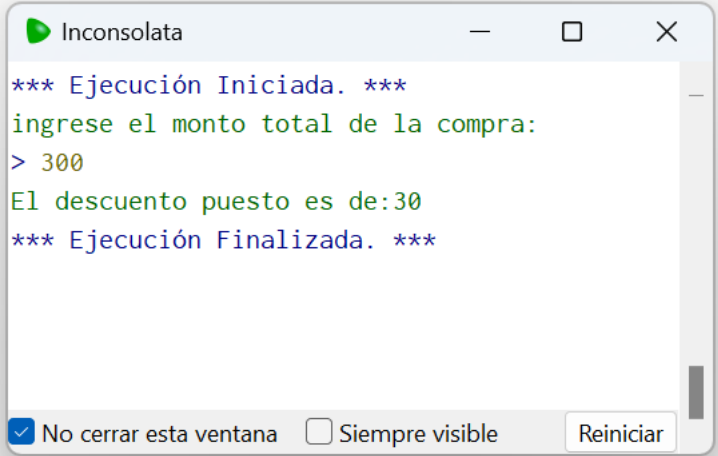 Inconsolata
*** Ejecución Iniciada. ***
ingrese el monto total de la compra:
> 300
El descuento puesto es de:30
*** Ejecución Finalizada. ***
No cerrar esta ventana
Siempre visible
Reiniciar